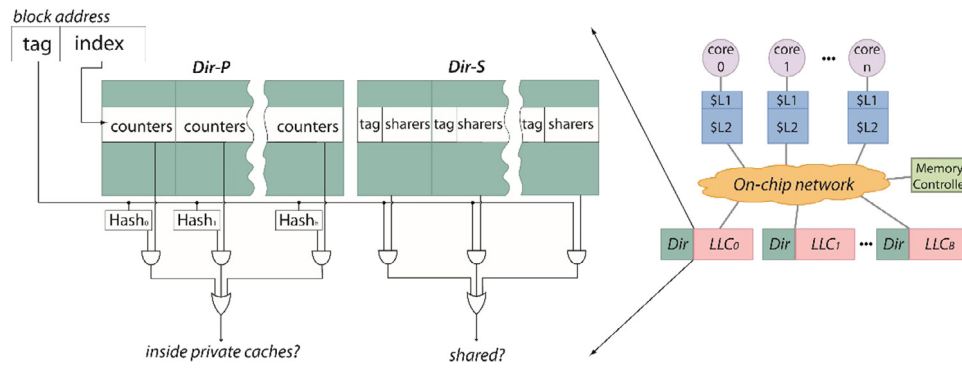 block address
tag index
Dir-P
Dir-S
counters counters counters
tag sharers tag sharers tag sharers
Hash₀ Hash₁ Hashₕ
inside private caches?
shared?
core 0
core 1
•••
core n
$L1 $L1 $L1
$L2 $L2 $L2
On-chip network
Memory
Controlle
Dir LLC₀ Dir LLC₁ ••• Dir LLC_B